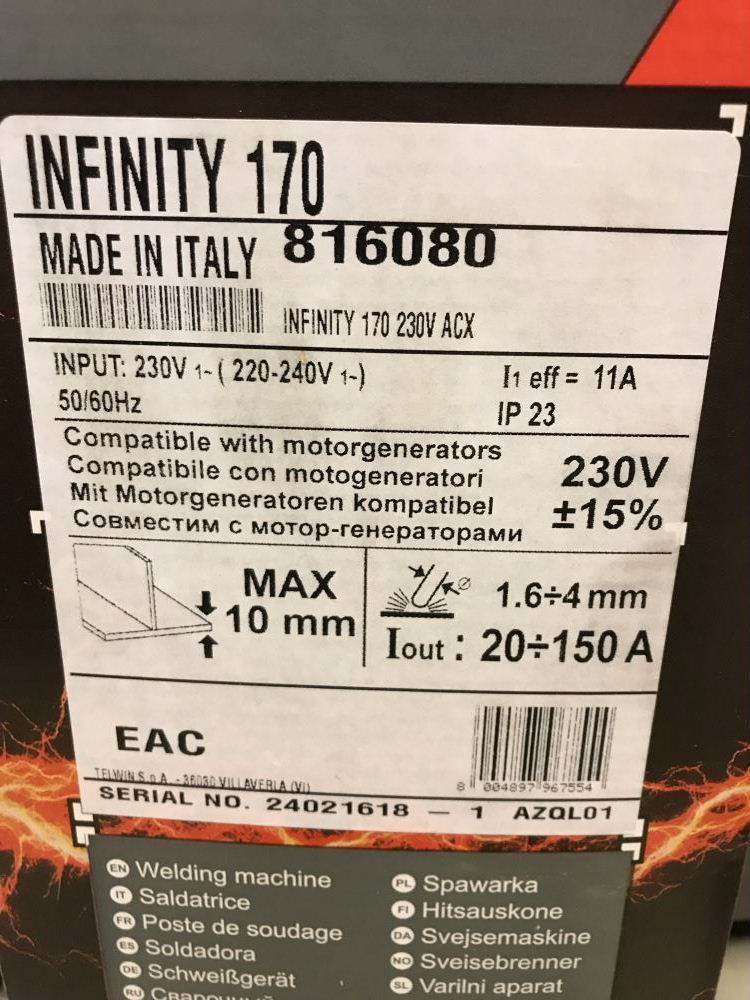 INFINITY 170
MADE IN ITALY 816080
INFINITY 170 230V ACX
INPUT: 230V 1~ ( 220-240V 1~)
I1 eff = 11A
50/60Hz
IP 23
Compatible with motorgenerators
Compatibile con motogeneratori
Mit Motorgeneratoren kompatibel
Совместим с мотор-генераторами
230V
±15%
MAX
10 mm
Ø
1.6÷4 mm
Iout : 20÷150 A
EAC
TELWIN S.p.A. - 36030 VILLAVERLA (VI)
8 004897 967554
SERIAL NO. 24021618 – 1 AZQL01
EN Welding machine
IT Saldatrice
FR Poste de soudage
ES Soldadora
DE Schweißgerät
RU
PL Spawarka
FI Hitsauskone
DA Svejsemaskine
NO Sveisebrenner
SL Varilni aparat